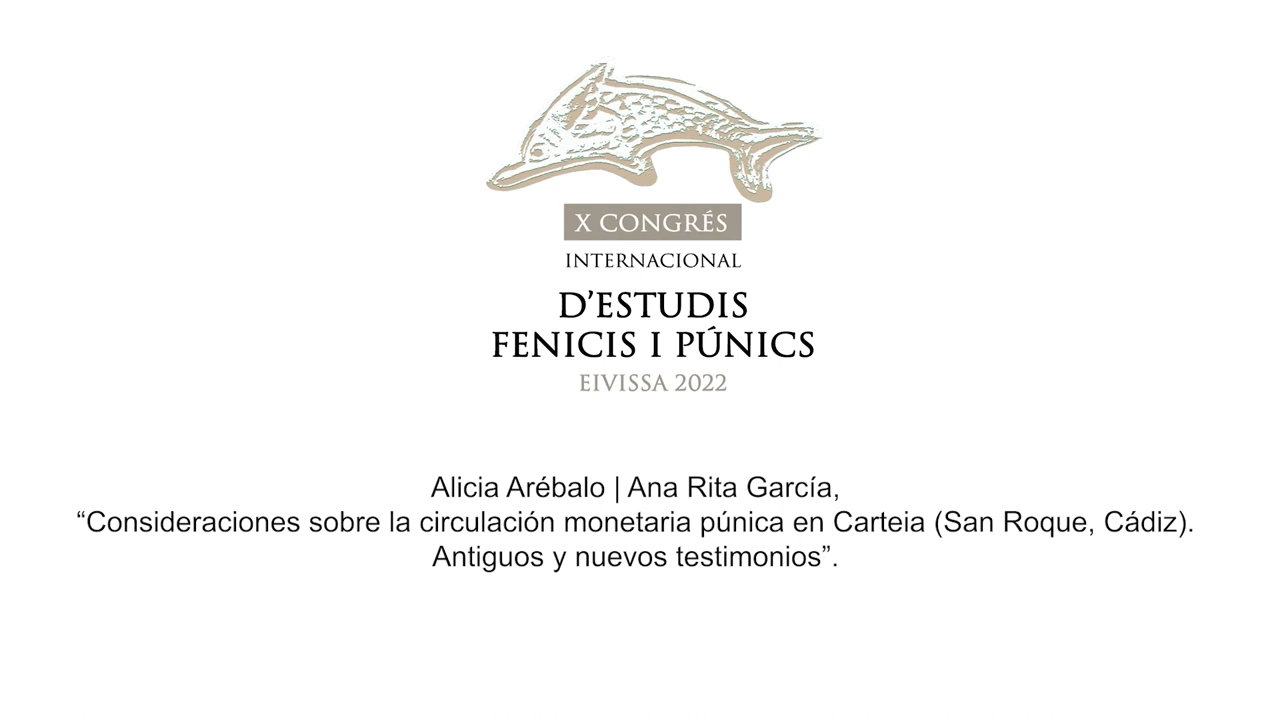 X CONGRÉS
INTERNACIONAL
D’ESTUDIS
FENICIS I PÚNICS
EIVISSA 2022
Alicia Arébalo | Ana Rita García,
“Consideraciones sobre la circulación monetaria púnica en Carteia (San Roque, Cádiz).
Antiguos y nuevos testimonios”.